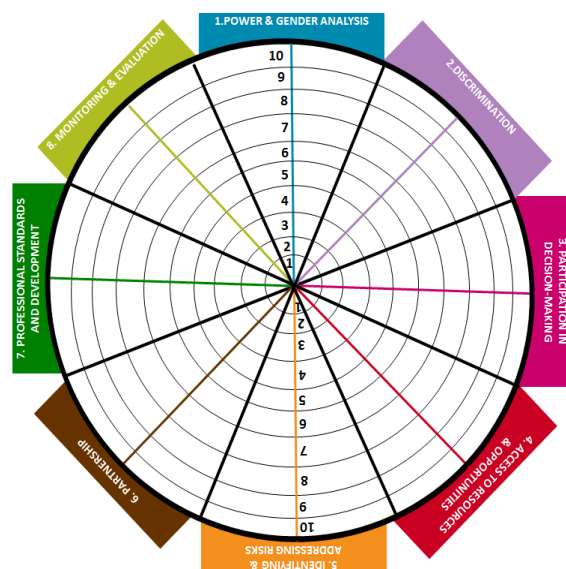 1.POWER & GENDER ANALYSIS
2.DISCRIMINATION
3. PARTICIPATION IN
DECISION-MAKING
4. ACCESS TO RESOURCES
& OPPORTUNITIES
5. IDENTIFYING &
ADDRESSING RISKS
6. PARTNERSHIP
7. PROFESSIONAL STANDARDS
AND DEVELOPMENT
8. MONITORING & EVALUATION
10
9
8
7
6
5
4
3
2
1
1
2
3
4
5
6
7
8
9
10